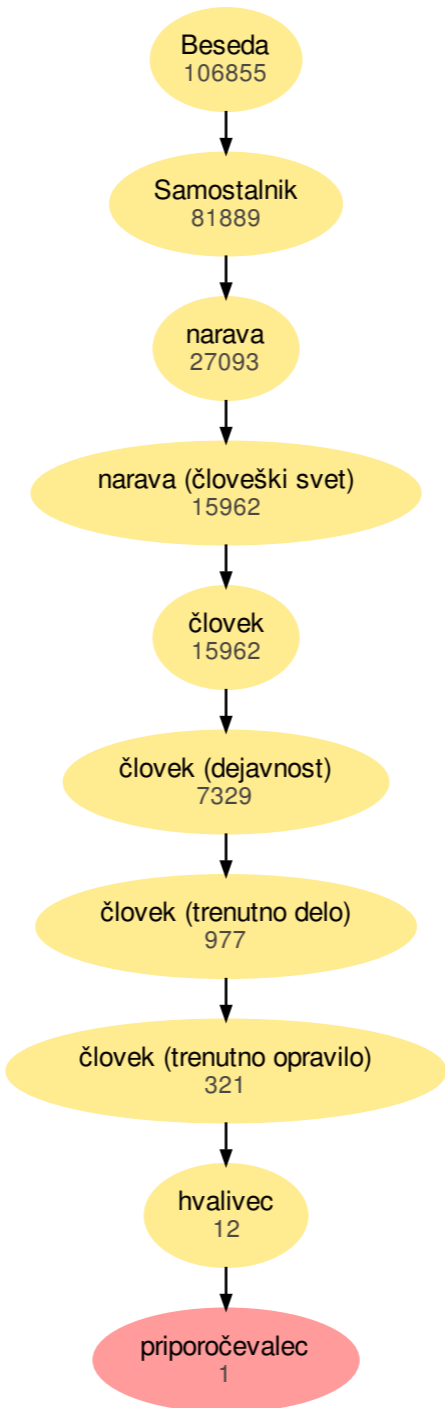 Beseda
106855
Samostalnik
81889
narava
27093
narava (človeški svet)
15962
človek
15962
človek (dejavnost)
7329
človek (trenutno delo)
977
človek (trenutno opravilo)
321
hvalivec
12
priporočevalec
1